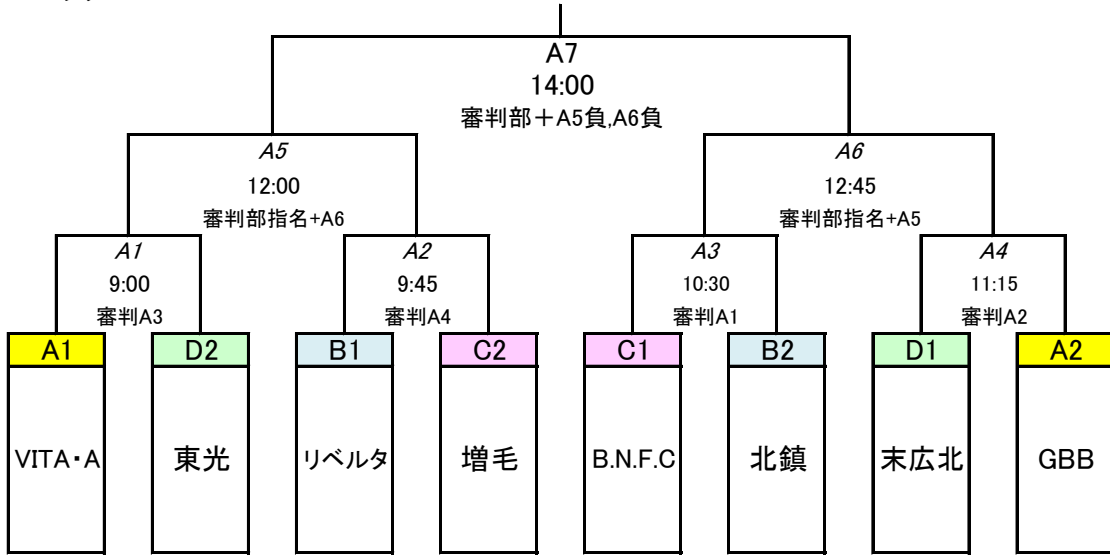 A7
14:00
審判部＋A5負,A6負
A5
A6
12:00
12:45
審判部指名+A6
審判部指名+A5
A1
A2
A3
A4
9:00
9:45
10:30
11:15
審判A3
審判A4
審判A1
審判A2
A1
D2
B1
C2
C1
B2
D1
A2
VITA・A
東光
リベルタ
増毛
B.N.F.C
北鎮
末広北
GBB